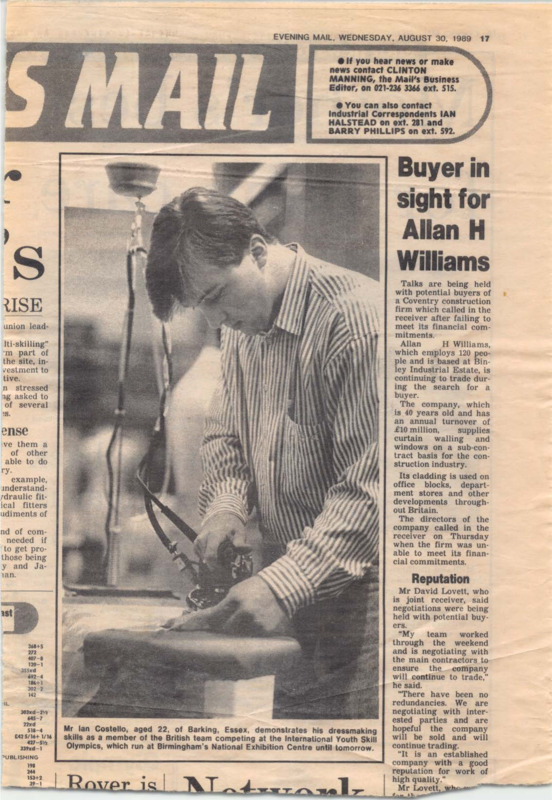 EVENING MAIL, WEDNESDAY, AUGUST 30, 1989 17
S MAIL
● If you hear news or make
news contact CLINTON
MANNING, the Mail's Business
Editor, on 021-236 3366 ext. 515.
● You can also contact
Industrial Correspondents IAN
HALSTEAD on ext. 281 and
BARRY PHILLIPS on ext. 592.
r
's
RISE
union lead-
lti-skilling"
'm part of
the site, in-
vestment to
tive.
n stressed
ng asked to
of several
s.
ense
ve them a
of other
able to do
ry.
example,
understand-
ydraulic fit-
ical fitters
udiments of
nd of com-
needed if
to get pro-
those being
y and Ja-
nan.
Mr Ian Costello, aged 22, of Barking, Essex, demonstrates his dressmaking
skills as a member of the British team competing at the International Youth Skill
Olympics, which run at Birmingham's National Exhibition Centre until tomorrow.
Rover is
Network
Buyer in
sight for
Allan H
Williams
Talks are being held
with potential buyers of
a Coventry construction
firm which called in the
receiver after failing to
meet its financial com-
mitments.
Allan H Williams,
which employs 120 peo-
ple and is based at Bin-
ley Industrial Estate, is
continuing to trade dur-
ing the search for a
buyer.
The company, which
is 40 years old and has
an annual turnover of
£10 million, supplies
curtain walling and
windows on a sub-con-
tract basis for the con-
struction industry.
Its cladding is used on
office blocks, depart-
ment stores and other
developments through-
out Britain.
The directors of the
company called in the
receiver on Thursday
when the firm was un-
able to meet its finan-
cial commitments.
Reputation
Mr David Lovett, who
is joint receiver, said
negotiations were being
held with potential buy-
ers.
"My team worked
through the weekend
and is negotiating with
the main contractors to
ensure the company
will continue to trade,"
he said.
"There have been no
redundancies. We are
negotiating with inter-
ested parties and are
hopeful the company
will be sold and will
continue trading.
"It is an established
company with a good
reputation for work of
high quality."
Mr Lovett, who